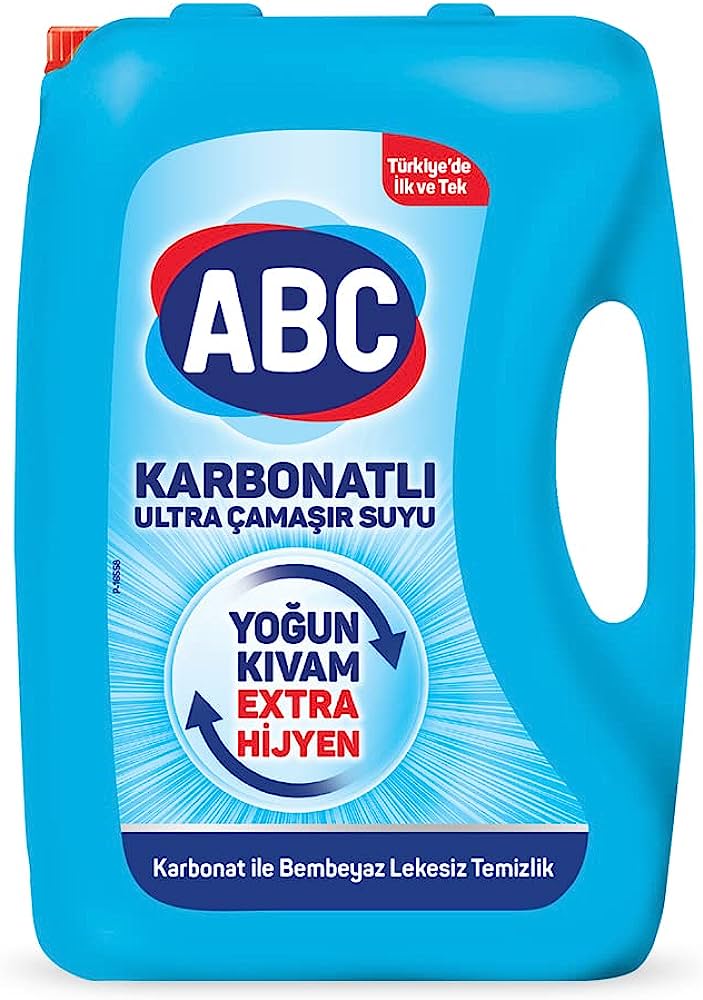 Türkiye'de
İlk ve Tek
ABC
KARBONATLI
ULTRA ÇAMAŞIR SUYU
P-16558
YOĞUN
KIVAM
EXTRA
HİJYEN
Karbonat ile Bembeyaz Lekesiz Temizlik